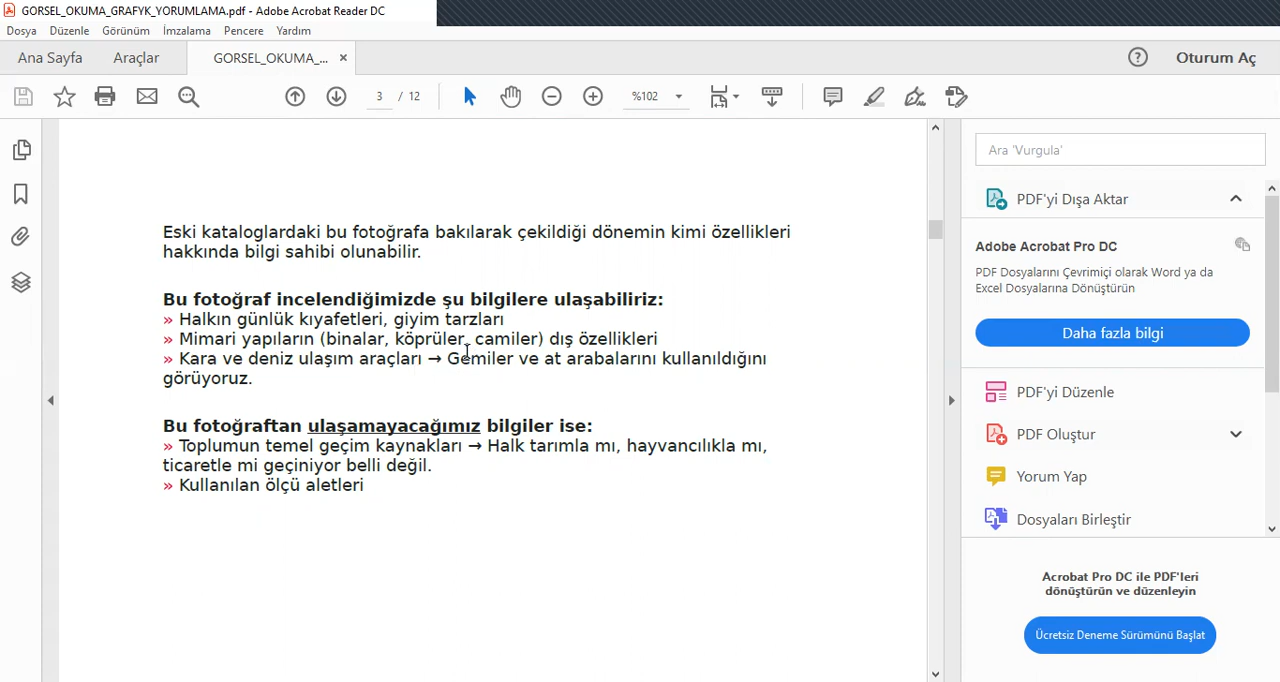 GORSEL_OKUMA_GRAFYK_YORUMLAMA.pdf - Adobe Acrobat Reader DC
Dosya Düzenle Görünüm İmzalama Pencere Yardım
Ana Sayfa Araçlar GORSEL_OKUMA_... × Oturum Aç
3 / 12 %102
Ara 'Vurgula'
PDF'yi Dışa Aktar
Adobe Acrobat Pro DC
PDF Dosyalarını Çevrimiçi olarak Word ya da
Excel Dosyalarına Dönüştürün
Daha fazla bilgi
PDF'yi Düzenle
PDF Oluştur
Yorum Yap
Dosyaları Birleştir
Acrobat Pro DC ile PDF'leri
dönüştürün ve düzenleyin
Ücretsiz Deneme Sürümünü Başlat
Eski kataloglardaki bu fotoğrafa bakılarak çekildiği dönemin kimi özellikleri
hakkında bilgi sahibi olunabilir.
Bu fotoğraf incelendiğimizde şu bilgilere ulaşabiliriz:
» Halkın günlük kıyafetleri, giyim tarzları
» Mimari yapıların (binalar, köprüler, camiler) dış özellikleri
» Kara ve deniz ulaşım araçları → Gemiler ve at arabalarını kullanıldığını
görüyoruz.
Bu fotoğraftan ulaşamayacağımız bilgiler ise:
» Toplumun temel geçim kaynakları → Halk tarımla mı, hayvancılıkla mı,
ticaretle mi geçiniyor belli değil.
» Kullanılan ölçü aletleri